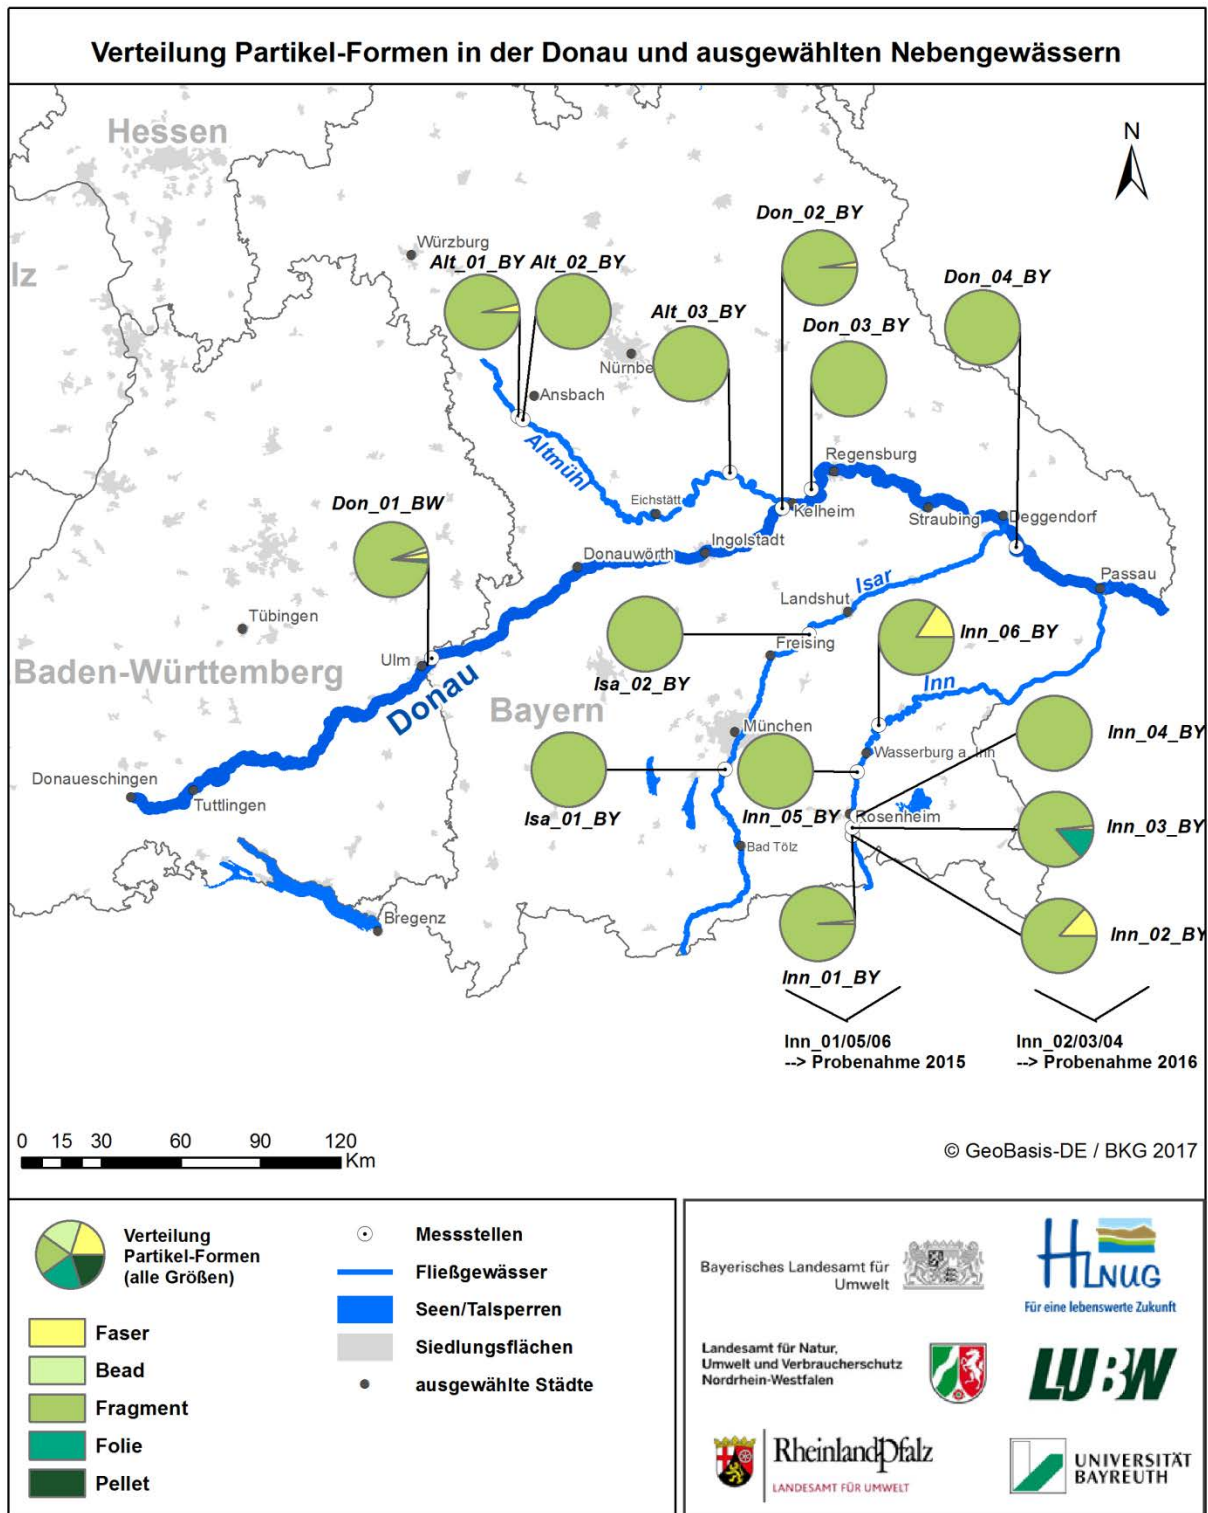 Verteilung Partikel-Formen in der Donau und ausgewählten Nebengewässern
Hessen
N
Don_02_BY
Würzburg
Alt_01_BY
Alt_02_BY
Don_04_BY
lz
Alt_03_BY
Don_03_BY
Nürnbe
Ansbach
Altmühl
Regensburg
Don_01_BW
Eichstätt
Kelheim
Straubing
Deggendorf
Ingolstadt
Donauwörth
Isar
Passau
Landshut
Tübingen
Inn_06_BY
Ulm
Freising
Baden-Württemberg
Isa_02_BY
Inn
Donau
Bayern
München
Inn_04_BY
Wasserburg a. Inn
Donaueschingen
Tuttlingen
Isa_01_BY
Inn_05_BY
Rosenheim
Inn_03_BY
Bad Tölz
Bregenz
Inn_02_BY
Inn_01_BY
Inn_01/05/06
--> Probenahme 2015
Inn_02/03/04
--> Probenahme 2016
0 15 30 60 90 120
Km
© GeoBasis-DE / BKG 2017
Verteilung
Partikel-Formen
(alle Größen)
Faser
Bead
Fragment
Folie
Pellet
Messstellen
Fließgewässer
Seen/Talsperren
Siedlungsflächen
ausgewählte Städte
Bayerisches Landesamt für
Umwelt
HLNUG
Für eine lebenswerte Zukunft
Landesamt für Natur,
Umwelt und Verbraucherschutz
Nordrhein-Westfalen
LUBW
RheinlandPfalz
LANDESAMT FÜR UMWELT
UNIVERSITÄT
BAYREUTH